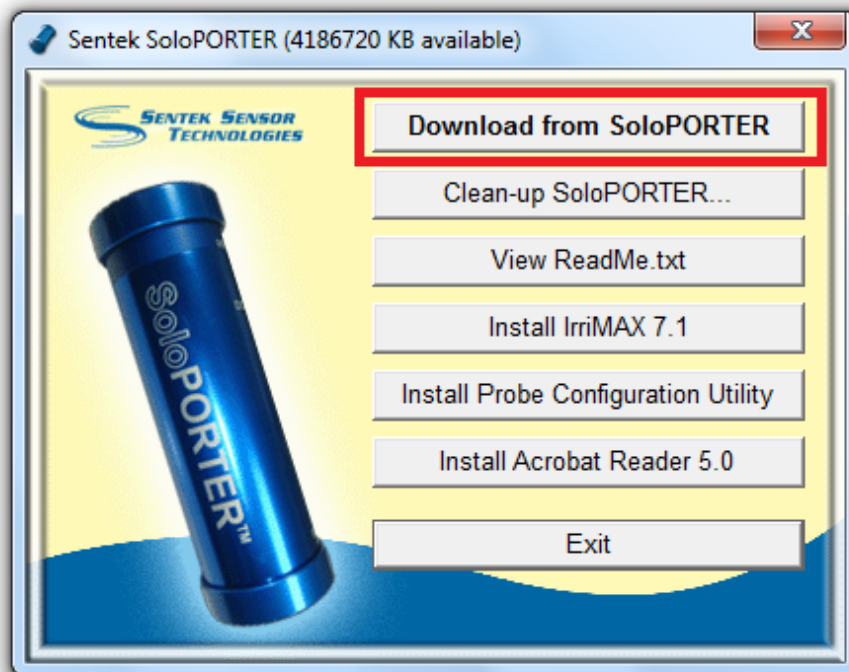 Sentek SoloPORTER (4186720 KB available)
SENTEK SENSOR
TECHNOLOGIES
Download from SoloPORTER
Clean-up SoloPORTER...
View ReadMe.txt
Install IrriMAX 7.1
Install Probe Configuration Utility
Install Acrobat Reader 5.0
Exit
SoloPORTER™